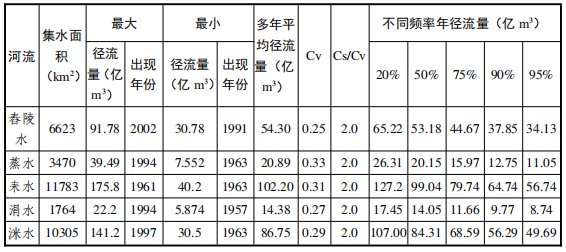 河流 集水面积（km²） 最大 最小 多年平均径流量（亿m³） Cv Cs/Cv 不同频率年径流量（亿 m³）
径流量（亿m³） 出现年份 径流量（亿 m³） 出现年份 20% 50% 75% 90% 95%
舂陵水 6623 91.78 2002 30.78 1991 54.30 0.25 2.0 65.22 53.18 44.67 37.85 34.13
蒸水 3470 39.49 1994 7.552 1963 20.89 0.33 2.0 26.31 20.15 15.97 12.75 11.05
耒水 11783 175.8 1961 40.2 1963 102.20 0.31 2.0 127.2 99.04 79.74 64.74 56.74
涓水 1764 22.2 1994 5.874 1957 14.38 0.27 2.0 17.45 14.05 11.66 9.77 8.74
洣水 10305 141.2 1997 30.5 1963 86.75 0.29 2.0 107.00 84.31 68.59 56.29 49.69